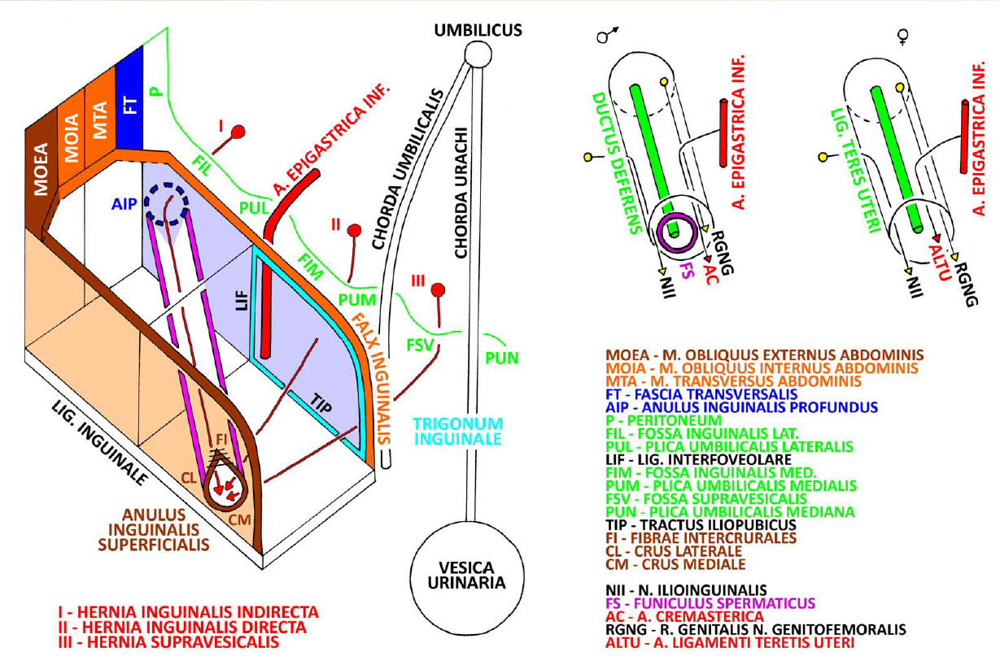 UMBILICUS
P
FT
MTA
MOIA
MOEA
I
FIL
A. EPIGASTRICA INF.
AIP
PUL
II
FIM
CHORDA UMBILICALIS
CHORDA URACHI
III
PUM
LIF
FALX INGUINALIS
FSV
PUN
TIP
TRIGONUM
INGUINALE
LIG. INGUINALE
FI
CL
CM
ANULUS
INGUINALIS
SUPERFICIALIS
VESICA
URINARIA
I - HERNIA INGUINALIS INDIRECTA
II - HERNIA INGUINALIS DIRECTA
III - HERNIA SUPRAVESICALIS
♂
DUCTUS DEFERENS
A. EPIGASTRICA INF.
NII
FS
AC
RGNG
♀
LIG. TERES UTERI
A. EPIGASTRICA INF.
NII
ALTU
RGNG
MOEA - M. OBLIQUUS EXTERNUS ABDOMINIS
MOIA - M. OBLIQUUS INTERNUS ABDOMINIS
MTA - M. TRANSVERSUS ABDOMINIS
FT - FASCIA TRANSVERSALIS
AIP - ANULUS INGUINALIS PROFUNDUS
P - PERITONEUM
FIL - FOSSA INGUINALIS LAT.
PUL - PLICA UMBILICALIS LATERALIS
LIF - LIG. INTERFOVEOLARE
FIM - FOSSA INGUINALIS MED.
PUM - PLICA UMBILICALIS MEDIALIS
FSV - FOSSA SUPRAVESICALIS
PUN - PLICA UMBILICALIS MEDIANA
TIP - TRACTUS ILIOPUBICUS
FI - FIBRAE INTERCRURALES
CL - CRUS LATERALE
CM - CRUS MEDIALE
NII - N. ILIOINGUINALIS
FS - FUNICULUS SPERMATICUS
AC - A. CREMASTERICA
RGNG - R. GENITALIS N. GENITOFEMORALIS
ALTU - A. LIGAMENTI TERETIS UTERI